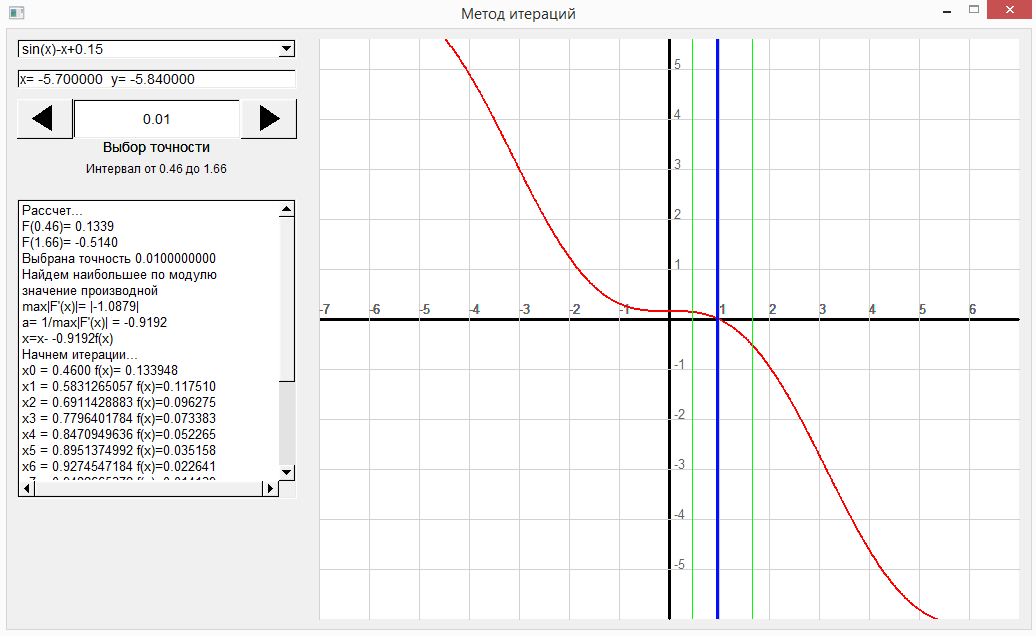 Метод итераций
sin(x)-x+0.15
x= -5.700000 y= -5.840000
0.01
Выбор точности
Интервал от 0.46 до 1.66
Рассчет...
F(0.46)= 0.1339
F(1.66)= -0.5140
Выбрана точность 0.0100000000
Найдем наибольшее по модулю
значение производной
max|F'(x)|= |-1.0879|
a= 1/max|F'(x)| = -0.9192
x=x- -0.9192f(x)
Начнем итерации...
x0 = 0.4600 f(x)= 0.133948
x1 = 0.5831265057 f(x)=0.117510
x2 = 0.6911428883 f(x)=0.096275
x3 = 0.7796401784 f(x)=0.073383
x4 = 0.8470949636 f(x)=0.052265
x5 = 0.8951374992 f(x)=0.035158
x6 = 0.9274547184 f(x)=0.022641
5
4
3
2
1
-7 -6 -5 -4 -3 -2 -1 1 2 3 4 5 6
-1
-2
-3
-4
-5